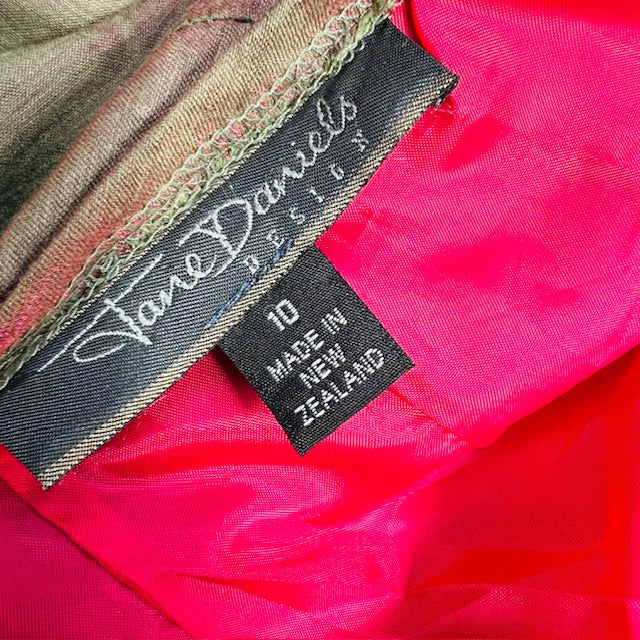 Jane Daniels
DESIGN
10
MADE IN
NEW
ZEALAND